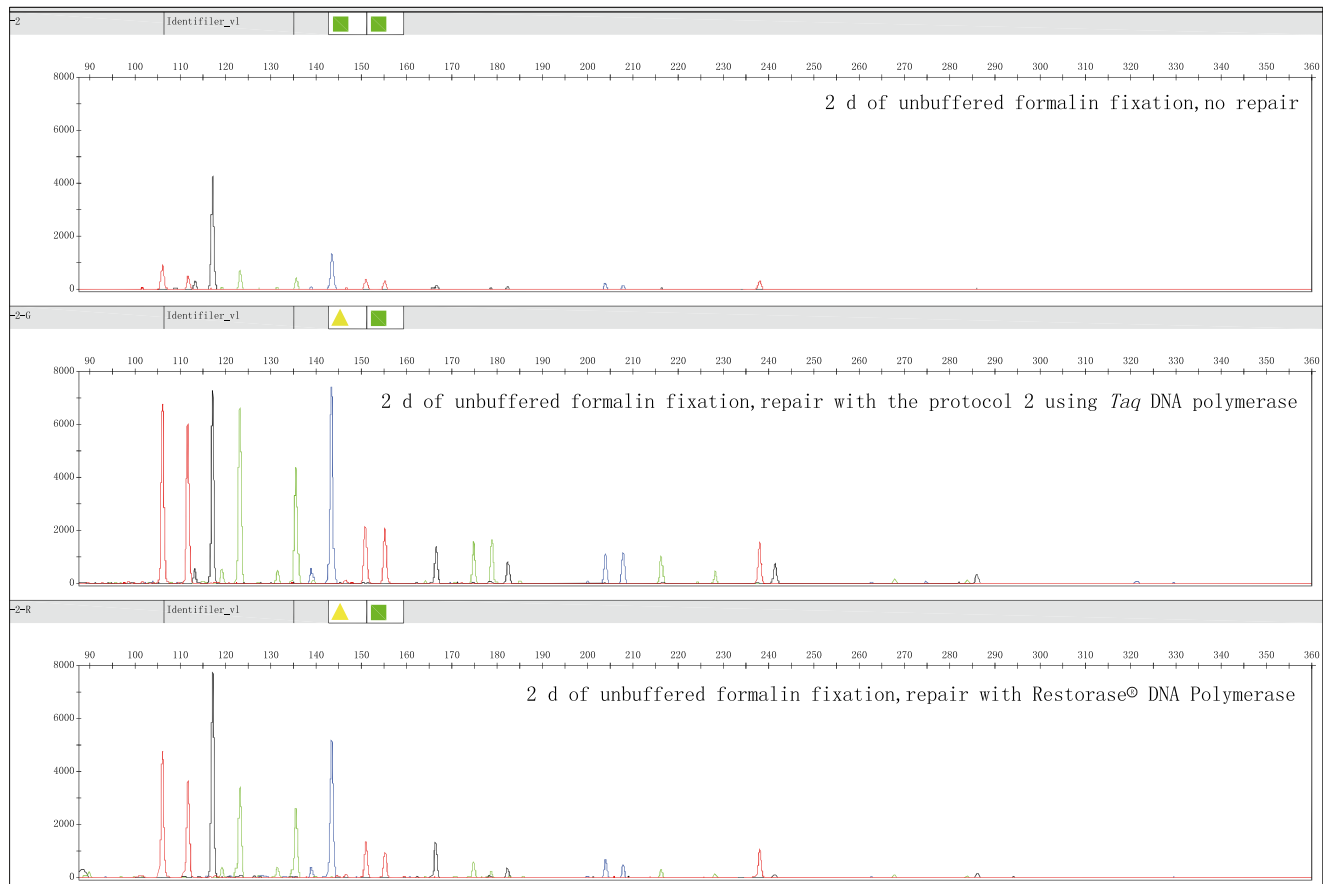 -2 Identifiler_v1
90 100 110 120 130 140 150 160 170 180 190 200 210 220 230 240 250 260 270 280 290 300 310 320 330 340 350 360
8000
2 d of unbuffered formalin fixation,no repair
6000
4000
2000
0
-2-G Identifiler_v1
90 100 110 120 130 140 150 160 170 180 190 200 210 220 230 240 250 260 270 280 290 300 310 320 330 340 350 360
8000
2 d of unbuffered formalin fixation,repair with the protocol 2 using Taq DNA polymerase
6000
4000
2000
0
-2-R Identifiler_v1
90 100 110 120 130 140 150 160 170 180 190 200 210 220 230 240 250 260 270 280 290 300 310 320 330 340 350 360
8000
2 d of unbuffered formalin fixation,repair with Restorase® DNA Polymerase
6000
4000
2000
0